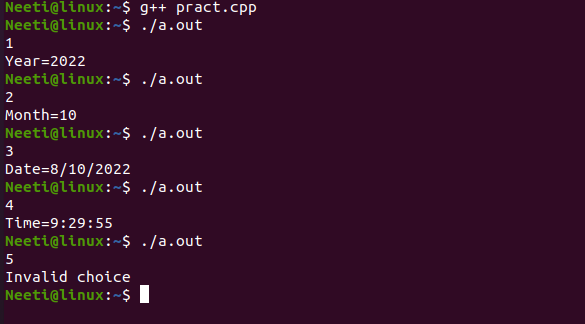 Neeti@linux:~$ g++ pract.cpp
Neeti@linux:~$ ./a.out
1
Year=2022
Neeti@linux:~$ ./a.out
2
Month=10
Neeti@linux:~$ ./a.out
3
Date=8/10/2022
Neeti@linux:~$ ./a.out
4
Time=9:29:55
Neeti@linux:~$ ./a.out
5
Invalid choice
Neeti@linux:~$